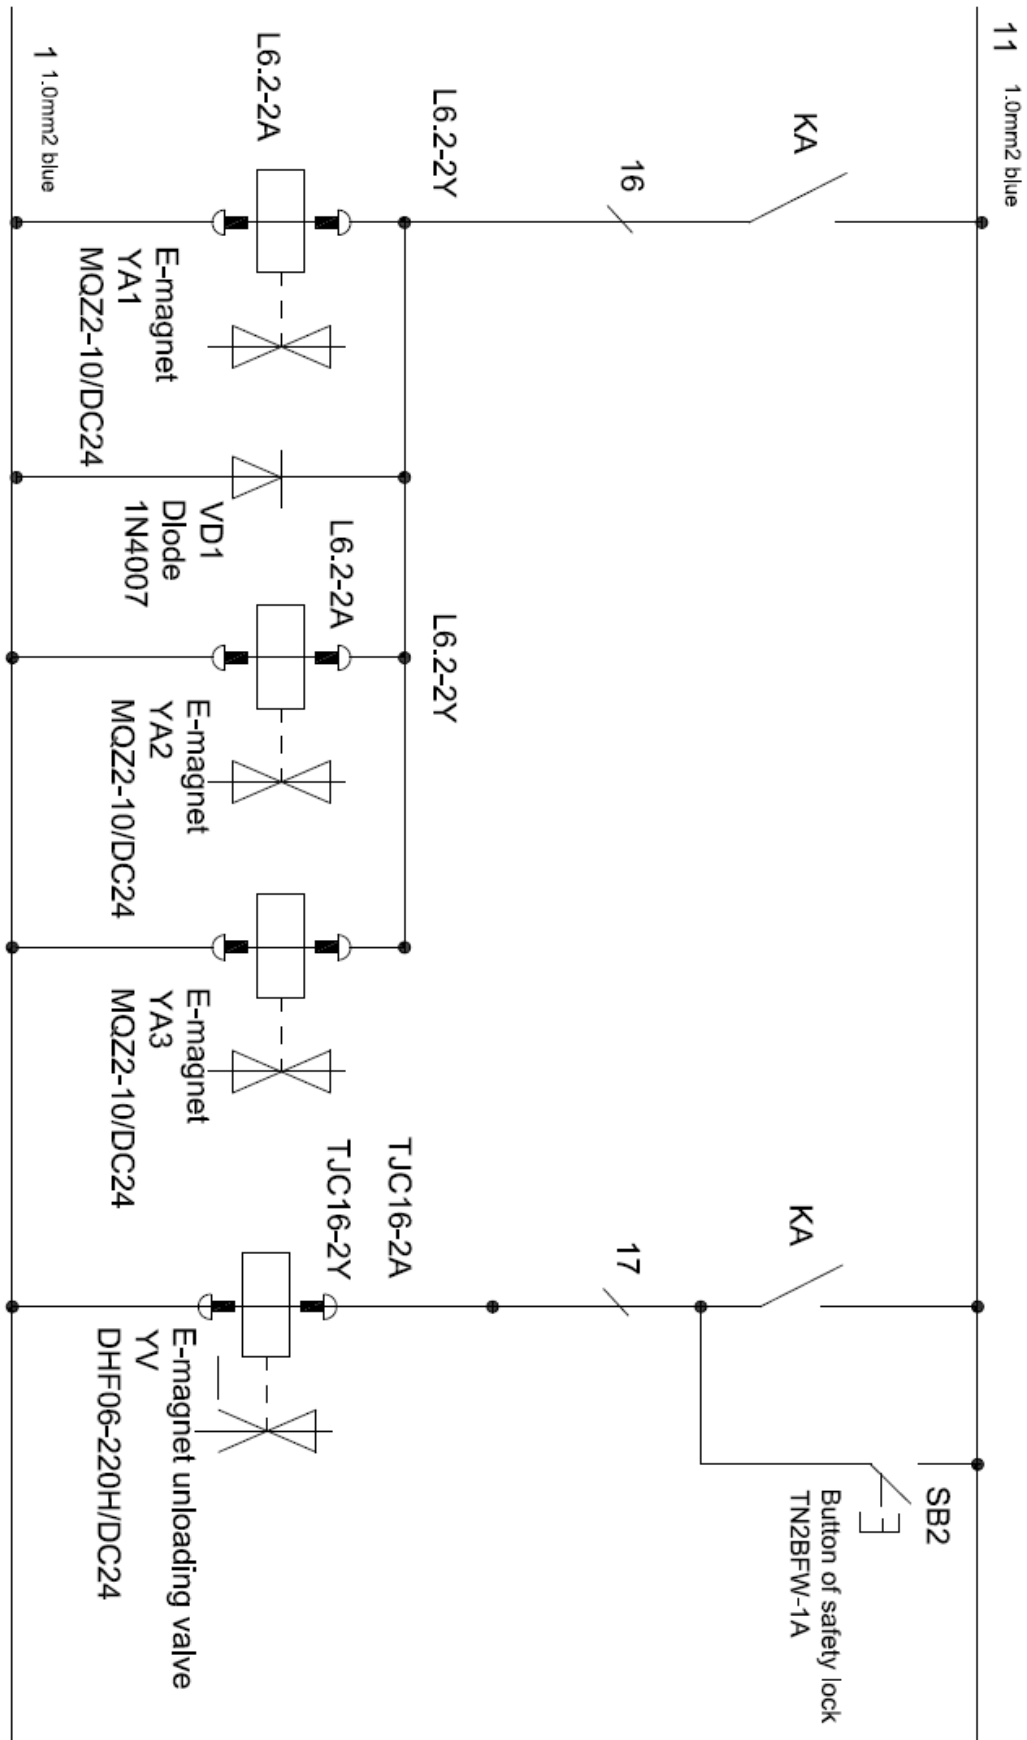 11 1.0mm2 blue
KA
KA
SB2
Button of safety lock
TN2BFW-1A
16
17
L6.2-2Y
L6.2-2Y
TJC16-2A
L6.2-2A
TJC16-2Y
L6.2-2A
E-magnet
YA1
MQZ2-10/DC24
VD1
DIode
1N4007
E-magnet
YA2
MQZ2-10/DC24
E-magnet
YA3
MQZ2-10/DC24
E-magnet unloading valve
YV
DHF06-220H/DC24
1 1.0mm2 blue